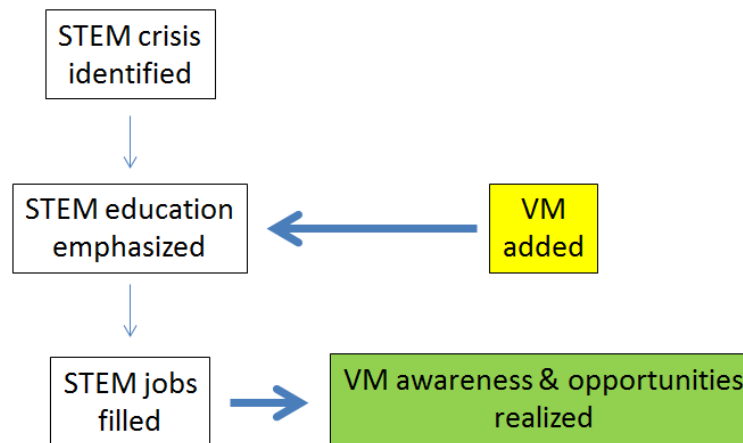 STEM crisis
identified
STEM education
emphasized
VM
added
STEM jobs
filled
VM awareness & opportunities
realized